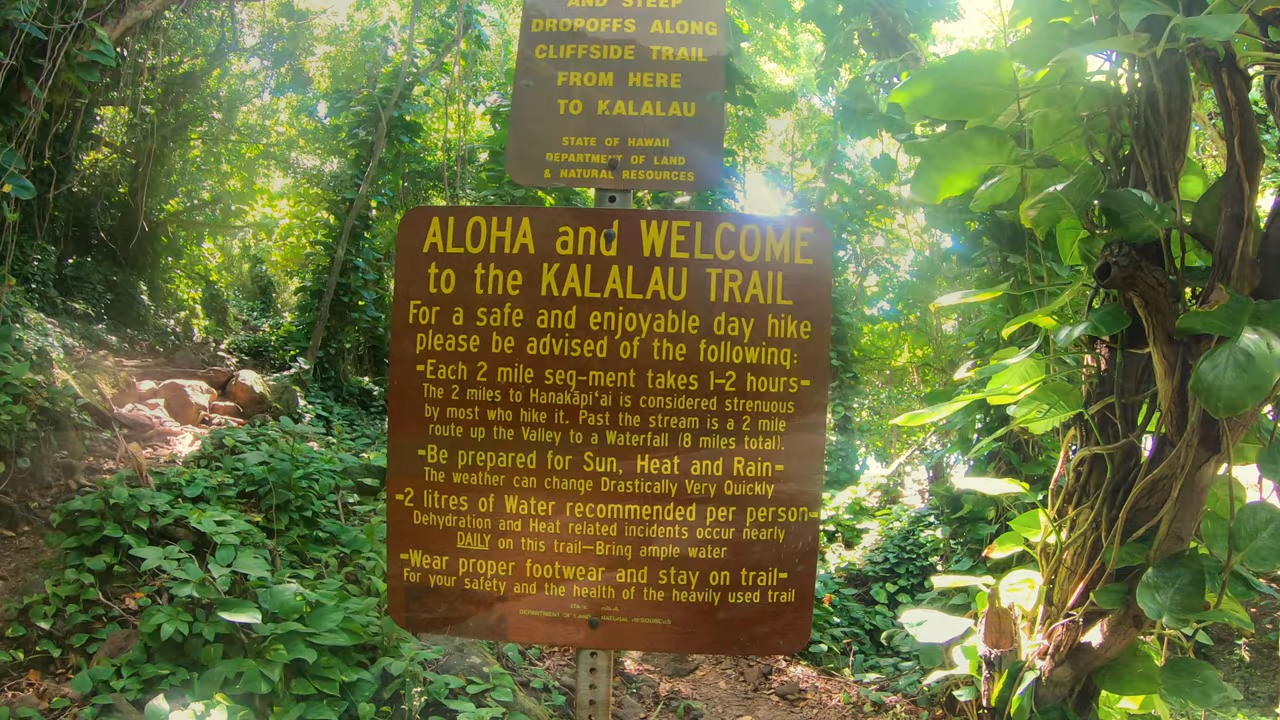 AND STEEP
DROPOFFS ALONG
CLIFFSIDE TRAIL
FROM HERE
TO KALALAU
STATE OF HAWAII
DEPARTMENT OF LAND
& NATURAL RESOURCES
ALOHA and WELCOME
to the KALALAU TRAIL
For a safe and enjoyable day hike
please be advised of the following:
-Each 2 mile seg-ment takes 1-2 hours-
The 2 miles to Hanakāpiʻai is considered strenuous
by most who hike it. Past the stream is a 2 mile
route up the Valley to a Waterfall (8 miles total).
-Be prepared for Sun, Heat and Rain-
The weather can change Drastically Very Quickly
-2 litres of Water recommended per person-
Dehydration and Heat related incidents occur nearly
DAILY on this trail—Bring ample water
-Wear proper footwear and stay on trail-
For your safety and the health of the heavily used trail
DEPARTMENT OF LAND NATURAL RESOURCES